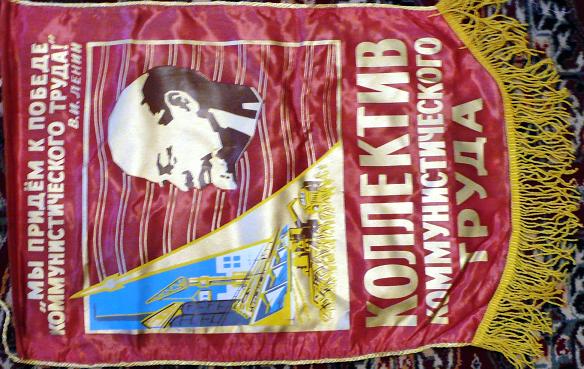 „МЫ ПРИДЁМ К ПОБЕДЕ
КОММУНИСТИЧЕСКОГО ТРУДА!"
В.И. ЛЕНИН
КОЛЛЕКТИВ
КОММУНИСТИЧЕСКОГО
ТРУДА